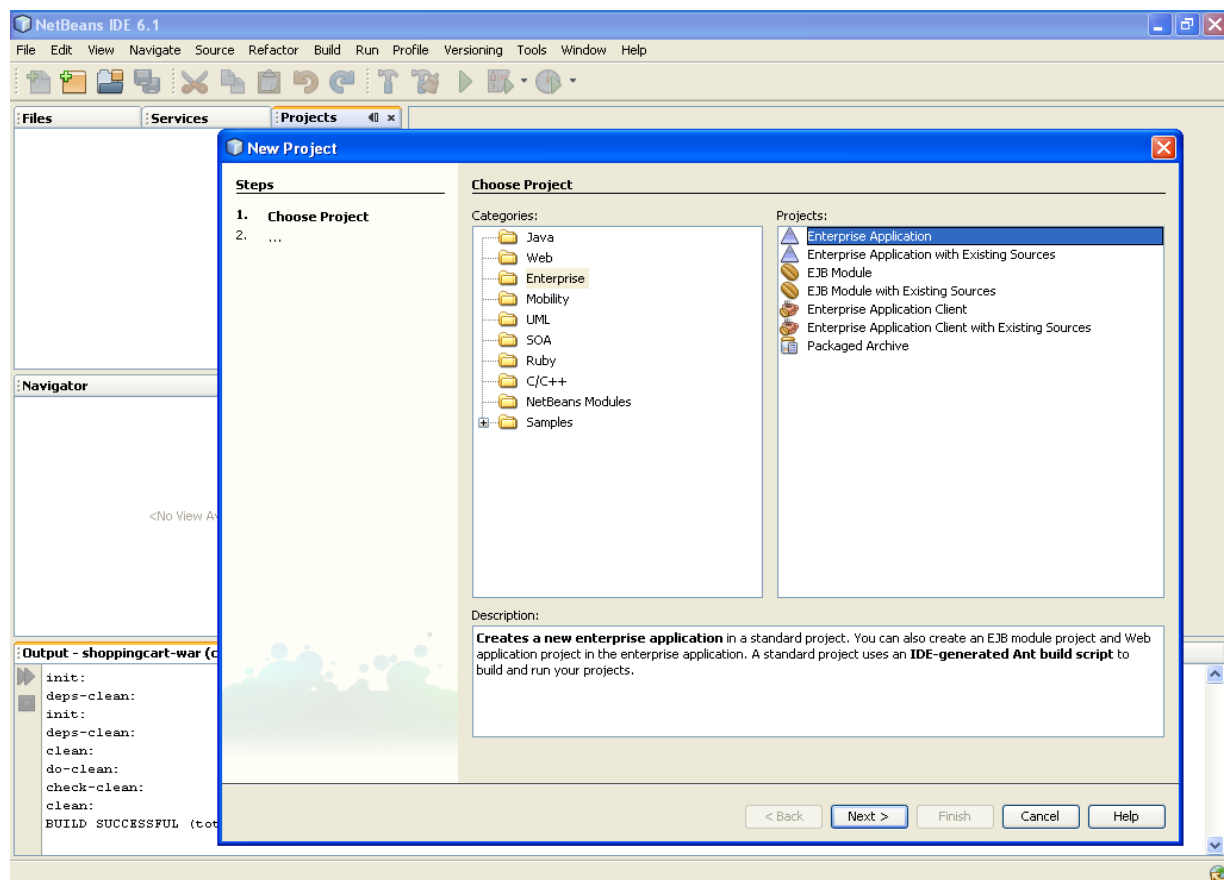 NetBeans IDE 6.1
File Edit View Navigate Source Refactor Build Run Profile Versioning Tools Window Help
Files Services Projects
New Project
Steps
1. Choose Project
2. ...
Choose Project
Categories:
Java
Web
Enterprise
Mobility
UML
SOA
Ruby
C/C++
NetBeans Modules
Samples
Projects:
Enterprise Application
Enterprise Application with Existing Sources
EJB Module
EJB Module with Existing Sources
Enterprise Application Client
Enterprise Application Client with Existing Sources
Packaged Archive
Description:
Creates a new enterprise application in a standard project. You can also create an EJB module project and Web
application project in the enterprise application. A standard project uses an IDE-generated Ant build script to
build and run your projects.
< Back Next > Finish Cancel Help
Navigator
<No View Av
Output - shoppingcart-war (c
init:
deps-clean:
init:
deps-clean:
clean:
do-clean:
check-clean:
clean:
BUILD SUCCESSFUL (tot